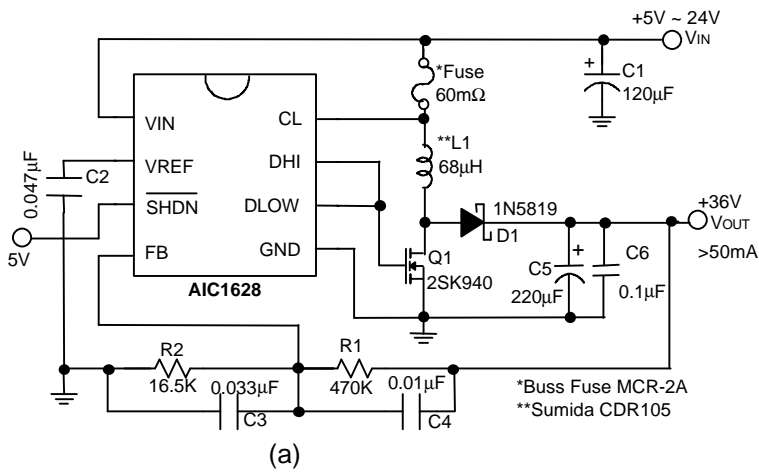 +5V ~ 24V
VIN
*Fuse
60mΩ
+
C1
120μF
VIN
CL
**L1
68μH
0.047μF
C2
VREF
DHI
SHDN
DLOW
1N5819
D1
+36V
VOUT
>50mA
5V
FB
GND
Q1
2SK940
+
C5
220μF
C6
0.1μF
AIC1628
R2
16.5K
R1
470K
0.033μF
C3
0.01μF
C4
*Buss Fuse MCR-2A
**Sumida CDR105
(a)